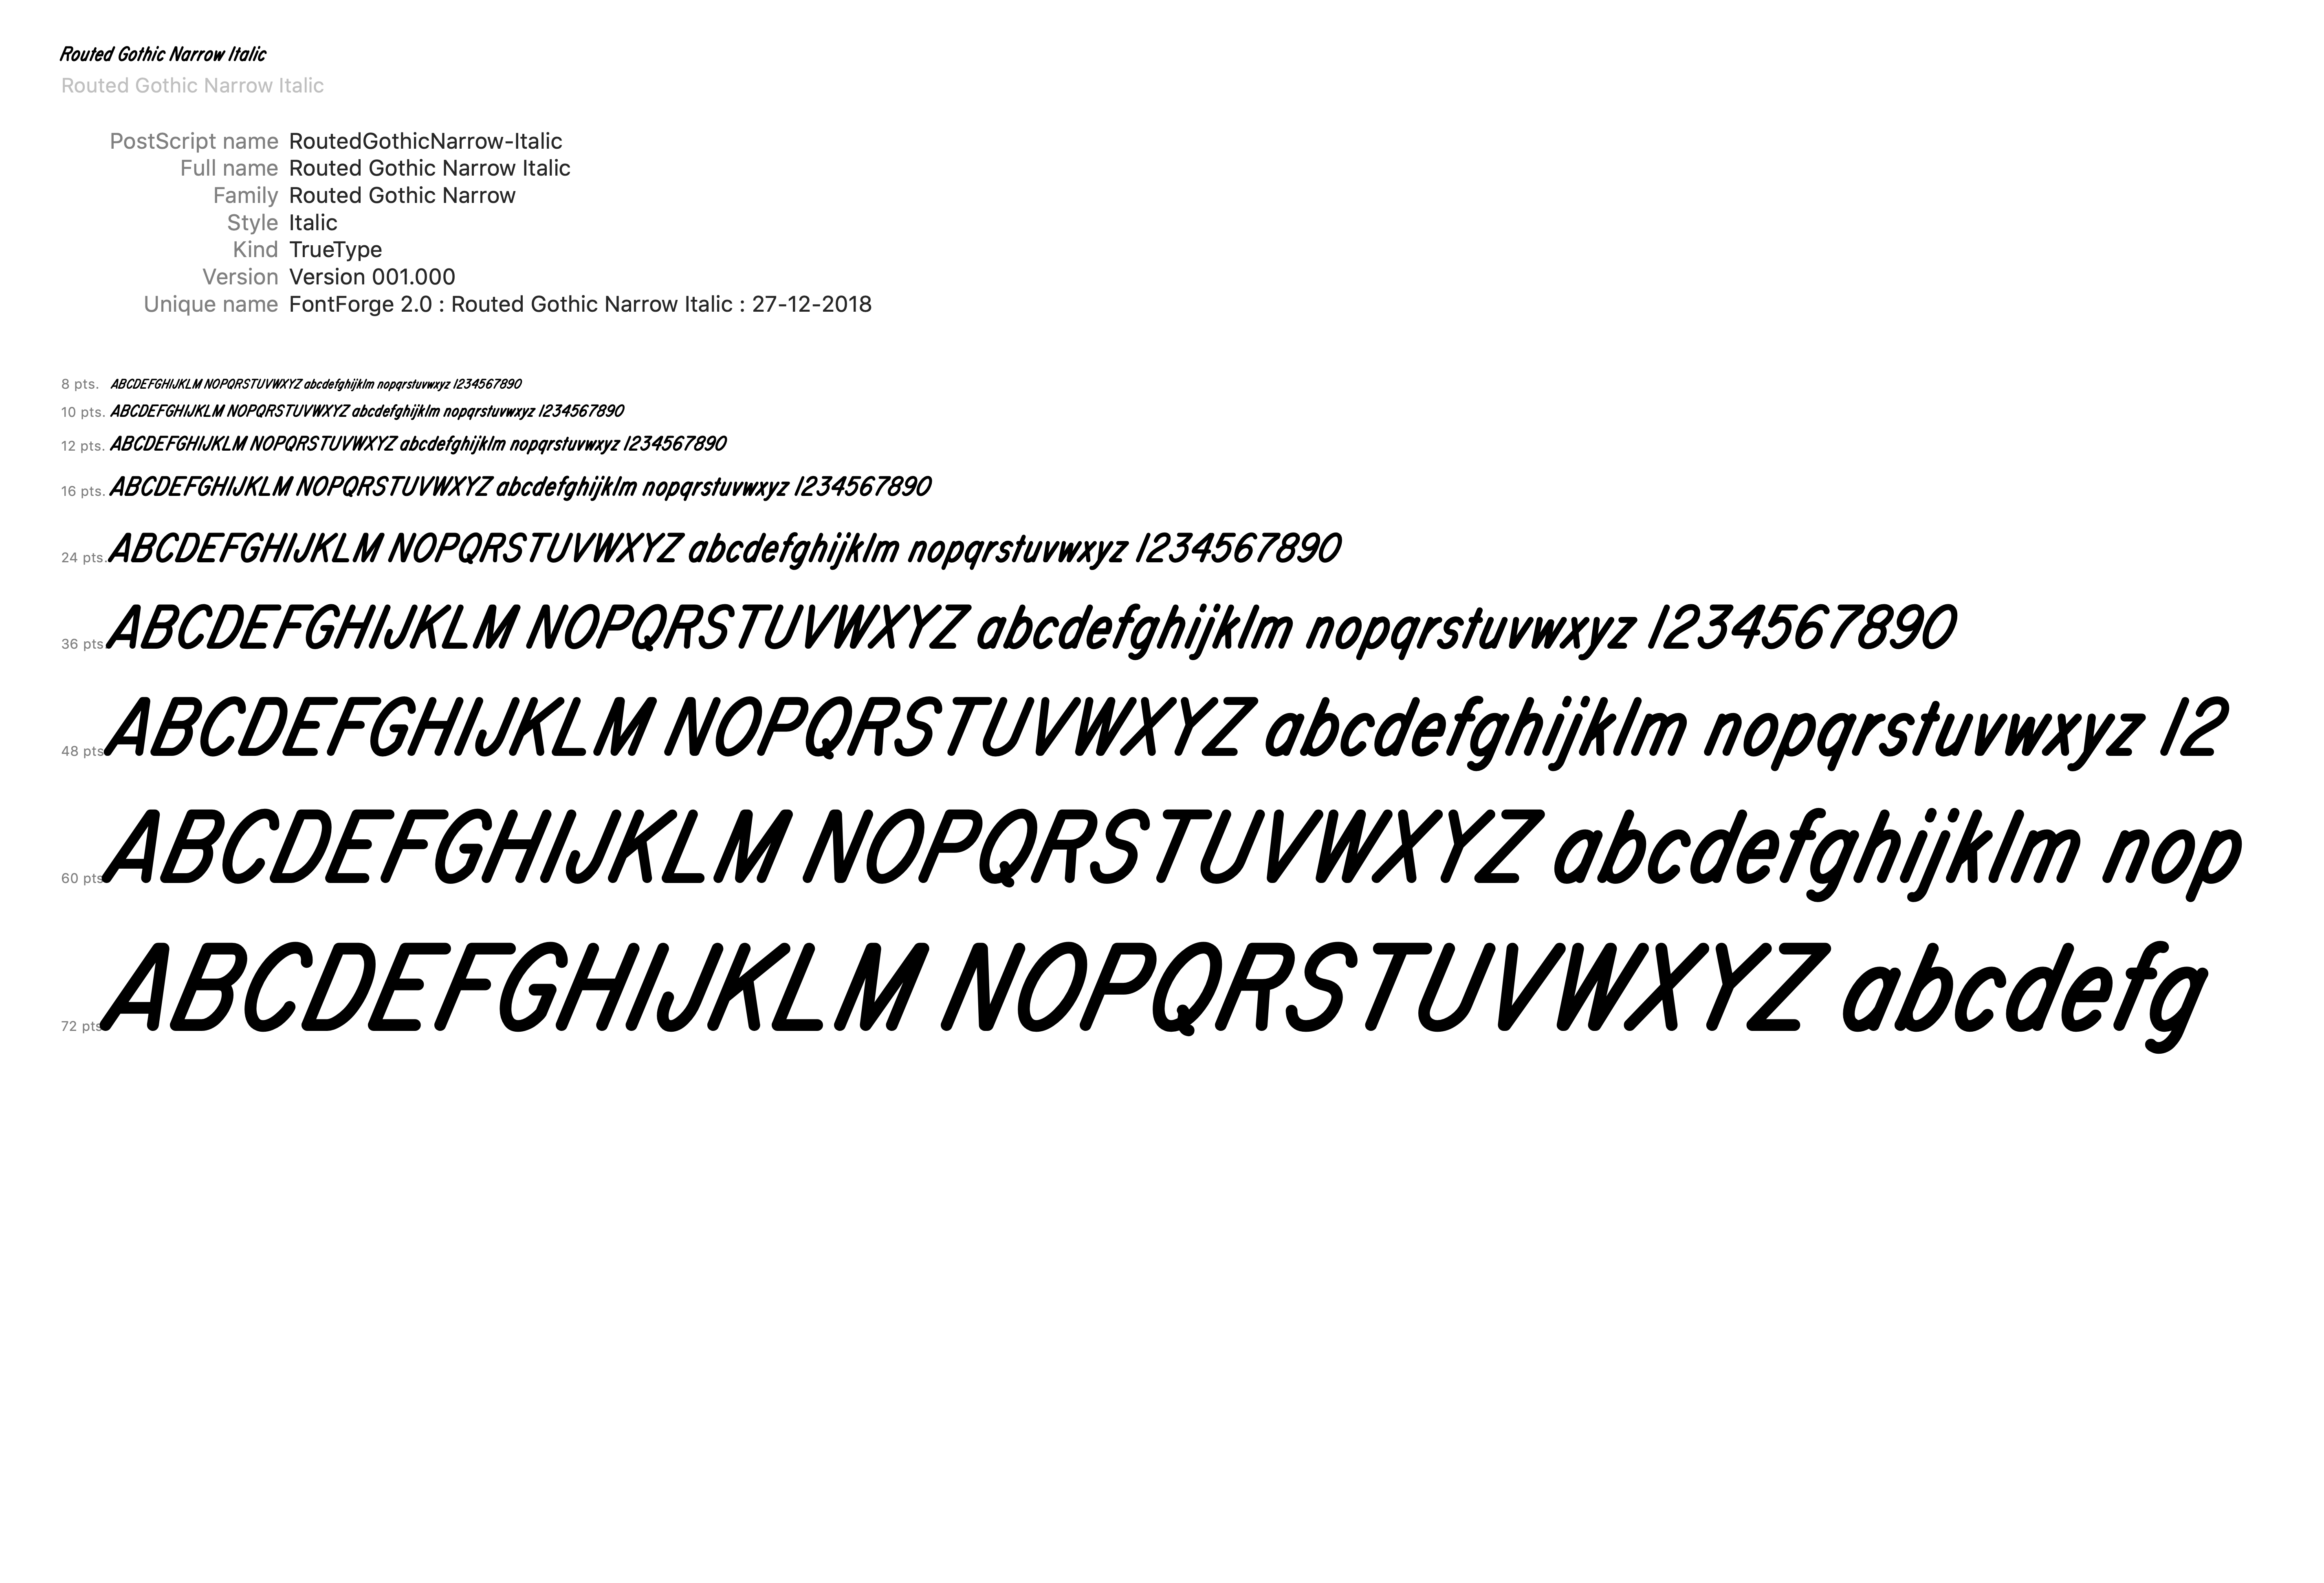 Routed Gothic Narrow Italic
Routed Gothic Narrow Italic
PostScript name RoutedGothicNarrow-Italic
Full name Routed Gothic Narrow Italic
Family Routed Gothic Narrow
Style Italic
Kind TrueType
Version Version 001.000
Unique name FontForge 2.0 : Routed Gothic Narrow Italic : 27-12-2018
8 pts. ABCDEFGHIJKLM NOPQRSTUVWXYZ abcdefghijklm nopqrstuvwxyz 1234567890
10 pts. ABCDEFGHIJKLM NOPQRSTUVWXYZ abcdefghijklm nopqrstuvwxyz 1234567890
12 pts. ABCDEFGHIJKLM NOPQRSTUVWXYZ abcdefghijklm nopqrstuvwxyz 1234567890
16 pts. ABCDEFGHIJKLM NOPQRSTUVWXYZ abcdefghijklm nopqrstuvwxyz 1234567890
24 pts. ABCDEFGHIJKLM NOPQRSTUVWXYZ abcdefghijklm nopqrstuvwxyz 1234567890
36 pts ABCDEFGHIJKLM NOPQRSTUVWXYZ abcdefghijklm nopqrstuvwxyz 1234567890
48 pts ABCDEFGHIJKLM NOPQRSTUVWXYZ abcdefghijklm nopqrstuvwxyz 12
60 pts ABCDEFGHIJKLM NOPQRSTUVWXYZ abcdefghijklm nop
72 pts ABCDEFGHIJKLM NOPQRSTUVWXYZ abcdefg